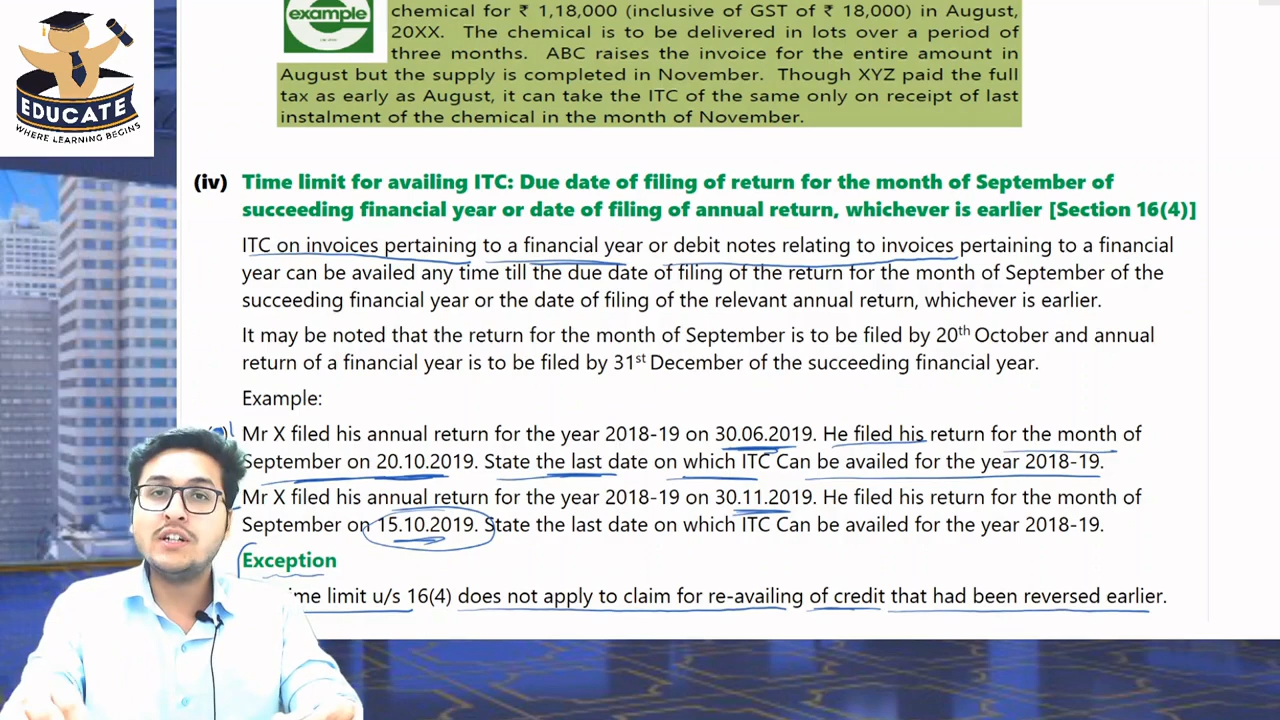 example
chemical for ₹ 1,18,000 (inclusive of GST of ₹ 18,000) in August,
20XX. The chemical is to be delivered in lots over a period of
three months. ABC raises the invoice for the entire amount in
August but the supply is completed in November. Though XYZ paid the full
tax as early as August, it can take the ITC of the same only on receipt of last
instalment of the chemical in the month of November.
EDUCATE
WHERE LEARNING BEGINS
(iv) Time limit for availing ITC: Due date of filing of return for the month of September of
succeeding financial year or date of filing of annual return, whichever is earlier [Section 16(4)]
ITC on invoices pertaining to a financial year or debit notes relating to invoices pertaining to a financial
year can be availed any time till the due date of filing of the return for the month of September of the
succeeding financial year or the date of filing of the relevant annual return, whichever is earlier.
It may be noted that the return for the month of September is to be filed by 20th October and annual
return of a financial year is to be filed by 31st December of the succeeding financial year.
Example:
Mr X filed his annual return for the year 2018-19 on 30.06.2019. He filed his return for the month of
September on 20.10.2019. State the last date on which ITC Can be availed for the year 2018-19.
Mr X filed his annual return for the year 2018-19 on 30.11.2019. He filed his return for the month of
September on 15.10.2019. State the last date on which ITC Can be availed for the year 2018-19.
Exception
limit u/s 16(4) does not apply to claim for re-availing of credit that had been reversed earlier.